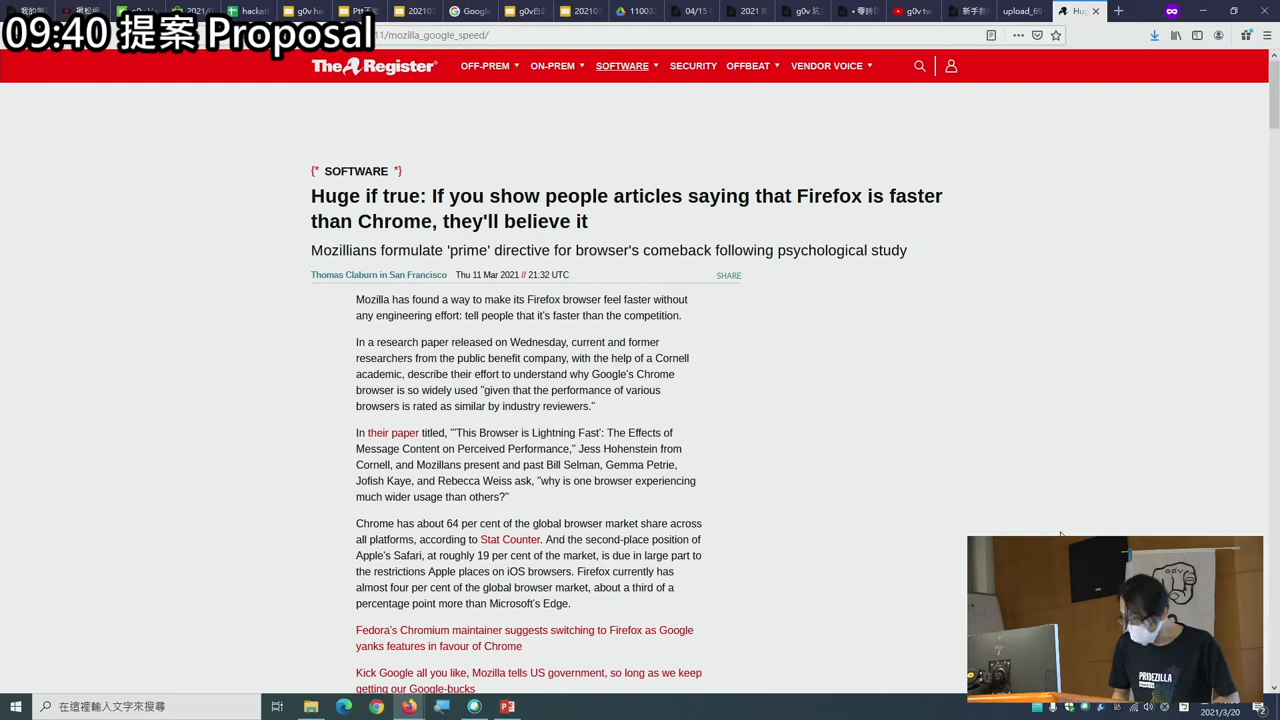 09:40 提案 Proposal
11/mozilla_google_speed/
The Register
OFF-PREM
ON-PREM
SOFTWARE
SECURITY
OFFBEAT
VENDOR VOICE
{* SOFTWARE *}
Huge if true: If you show people articles saying that Firefox is faster
than Chrome, they'll believe it
Mozillians formulate 'prime' directive for browser's comeback following psychological study
Thomas Claburn in San Francisco Thu 11 Mar 2021 // 21:32 UTC
SHARE
Mozilla has found a way to make its Firefox browser feel faster without
any engineering effort: tell people that it's faster than the competition.
In a research paper released on Wednesday, current and former
researchers from the public benefit company, with the help of a Cornell
academic, describe their effort to understand why Google's Chrome
browser is so widely used "given that the performance of various
browsers is rated as similar by industry reviewers."
In their paper titled, "'This Browser is Lightning Fast': The Effects of
Message Content on Perceived Performance," Jess Hohenstein from
Cornell, and Mozillans present and past Bill Selman, Gemma Petrie,
Jofish Kaye, and Rebecca Weiss ask, "why is one browser experiencing
much wider usage than others?"
Chrome has about 64 per cent of the global browser market share across
all platforms, according to Stat Counter. And the second-place position of
Apple's Safari, at roughly 19 per cent of the market, is due in large part to
the restrictions Apple places on iOS browsers. Firefox currently has
almost four per cent of the global browser market, about a third of a
percentage point more than Microsoft's Edge.
Fedora's Chromium maintainer suggests switching to Firefox as Google
yanks features in favour of Chrome
Kick Google all you like, Mozilla tells US government, so long as we keep
getting our Google-bucks
PRIDEZILLA
在這裡輸入文字來搜尋
2021/3/20